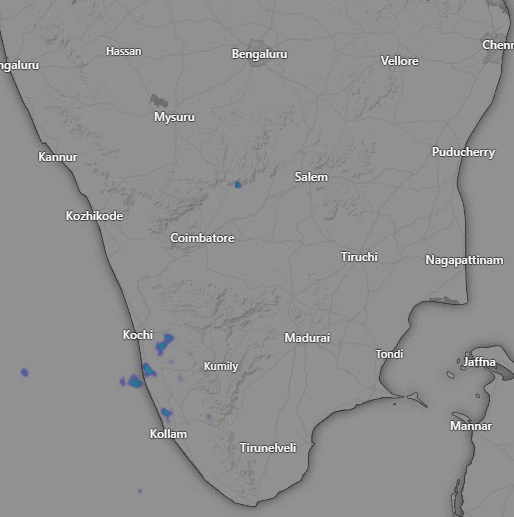 Hassan
Bengaluru
Chenn
ngaluru
Vellore
Mysuru
Kannur
Puducherry
Salem
Kozhikode
Coimbatore
Tiruchi
Nagapattinam
Kochi
Madurai
Tondi
Kumily
Jaffna
Mannar
Kollam
Tirunelveli